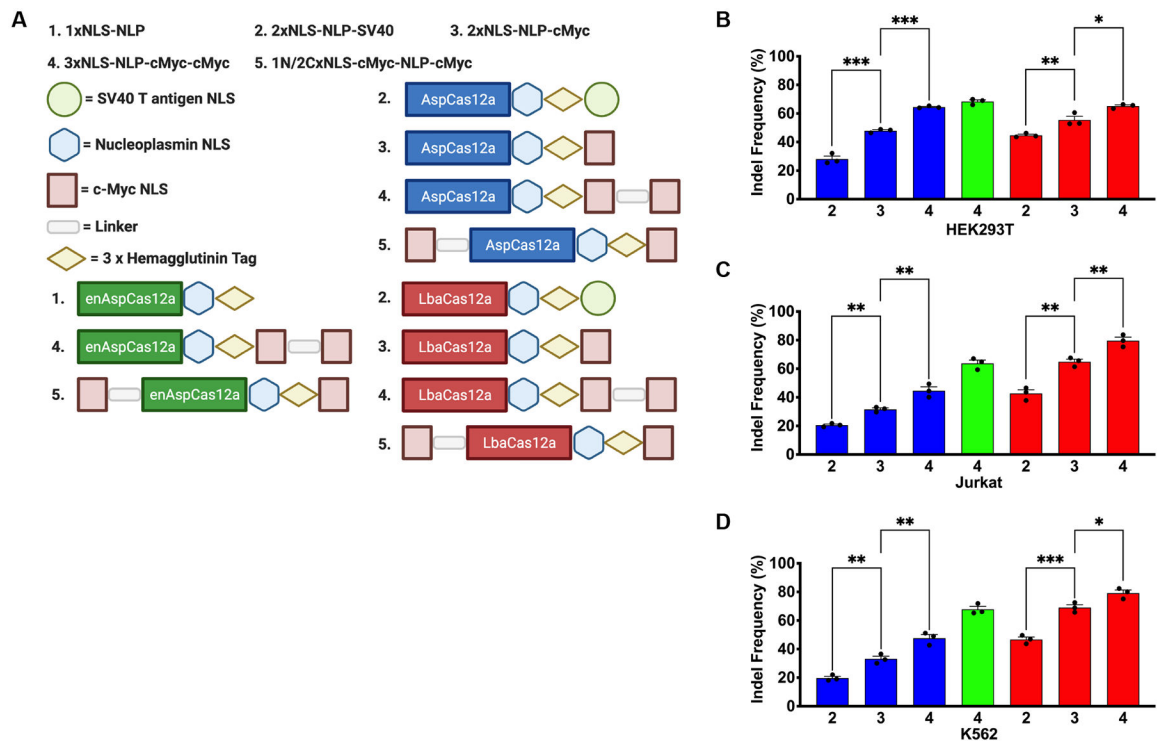 A
1. 1xNLS-NLP 2. 2xNLS-NLP-SV40 3. 2xNLS-NLP-cMyc
4. 3xNLS-NLP-cMyc-cMyc 5. 1N/2CxNLS-cMyc-NLP-cMyc
= SV40 T antigen NLS
= Nucleoplasmin NLS
= c-Myc NLS
= Linker
= 3 x Hemagglutinin Tag
1. enAspCas12a
4. enAspCas12a
5. enAspCas12a
2. AspCas12a
3. AspCas12a
4. AspCas12a
5. AspCas12a
2. LbaCas12a
3. LbaCas12a
4. LbaCas12a
5. LbaCas12a
B
Indel Frequency (%)
100
80
60
40
20
0
*** *** ** *
2 3 4 4 2 3 4
HEK293T
C
Indel Frequency (%)
100
80
60
40
20
0
** ** ** **
2 3 4 4 2 3 4
Jurkat
D
Indel Frequency (%)
100
80
60
40
20
0
** ** *** *
2 3 4 4 2 3 4
K562